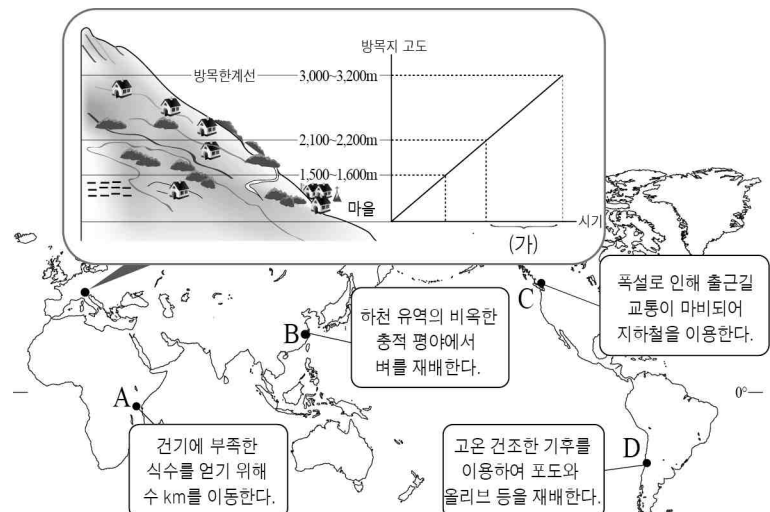 방목지 고도
방목한계선
3,000~3,200m
2,100~2,200m
1,500~1,600m
마을
시기
(가)
폭설로 인해 출근길
교통이 마비되어
지하철을 이용한다.
C
하천 유역의 비옥한
충적 평야에서
벼를 재배한다.
B
A
0°
건기에 부족한
식수를 얻기 위해
수 km를 이동한다.
고온 건조한 기후를
이용하여 포도와
올리브 등을 재배한다.
D